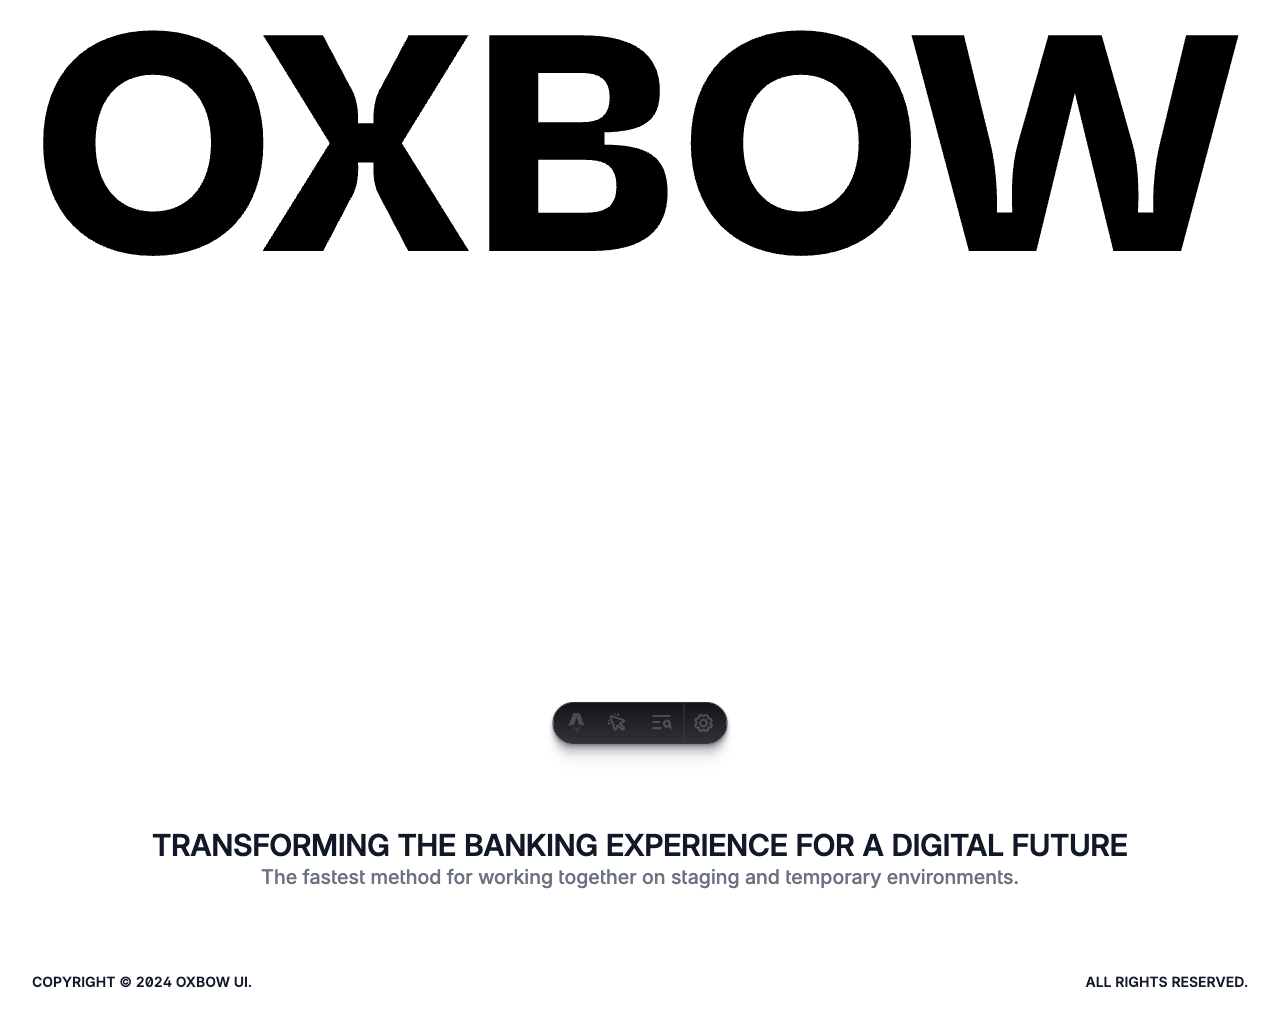 OXBOW
TRANSFORMING THE BANKING EXPERIENCE FOR A DIGITAL FUTURE
The fastest method for working together on staging and temporary environments.
COPYRIGHT © 2024 OXBOW UI.
ALL RIGHTS RESERVED.